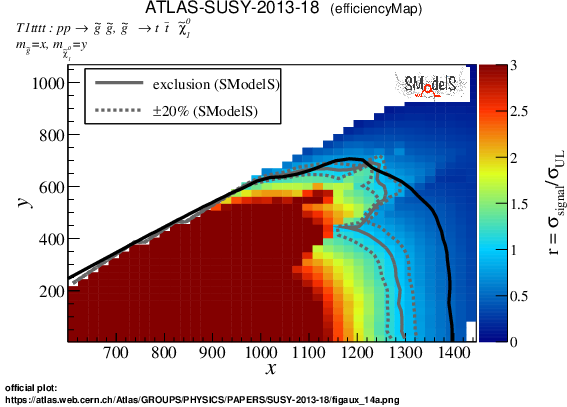 ATLAS-SUSY-2013-18 (efficiencyMap)
T1tttt : pp → g̃ g̃, g̃ → t t̄ χ̃₁⁰
m_g̃=x, m_χ̃₁⁰=y
exclusion (SModelS)
±20% (SModelS)
SModelS
1000
800
600
400
200
y
700 800 900 1000 1100 1200 1300 1400
x
3
2.5
2
1.5
1
0.5
0
r = σ_signal/σ_UL
official plot:
https://atlas.web.cern.ch/Atlas/GROUPS/PHYSICS/PAPERS/SUSY-2013-18/figaux_14a.png